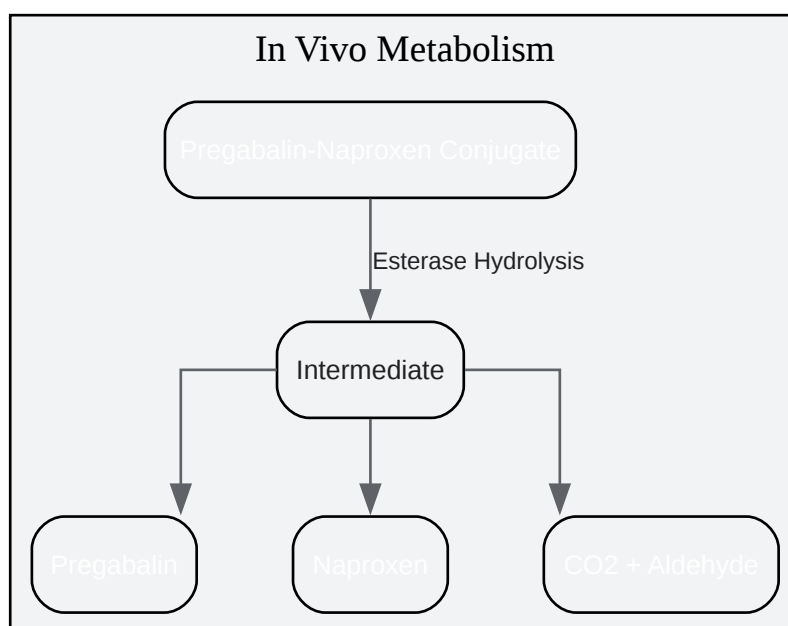 In Vivo Metabolism
Pregabalin-Naproxen Conjugate
Esterase Hydrolysis
Intermediate
Pregabalin
Naproxen
CO2 + Aldehyde